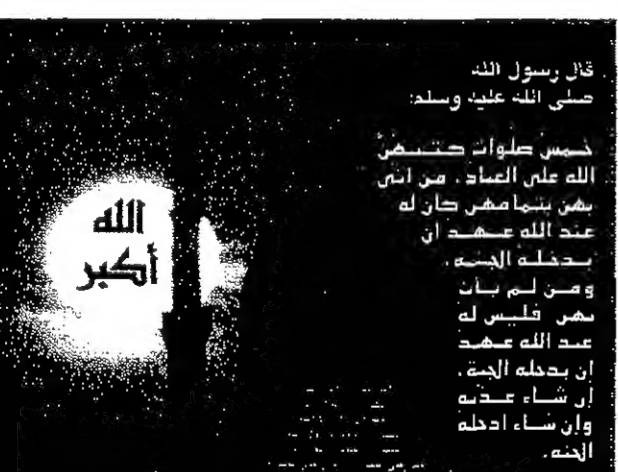 قال رسول الله
صلى الله عليه وسلم:
خمس صلوات كتبهن
الله على العباد، من أتى
بهن بتمامهن كان له
عند الله عهد أن
يدخله الجنة،
ومن لم يأت
بهن فليس له
عند الله عهد
أن يدخله الجنة،
إن شاء عذبه
وإن شاء أدخله
الجنة.
الله
أكبر